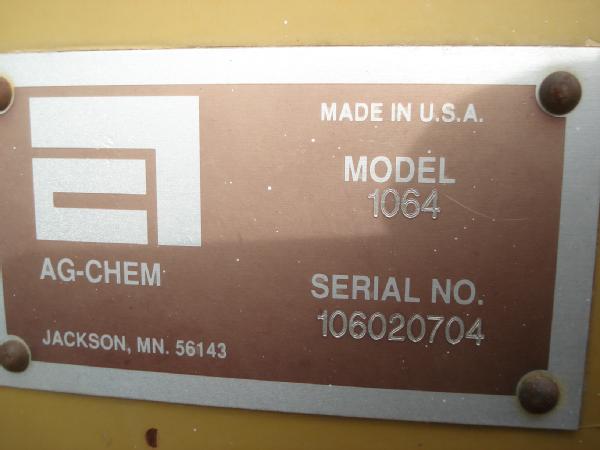 MADE IN U.S.A.
MODEL
1064
AG-CHEM
SERIAL NO.
106020704
JACKSON, MN. 56143